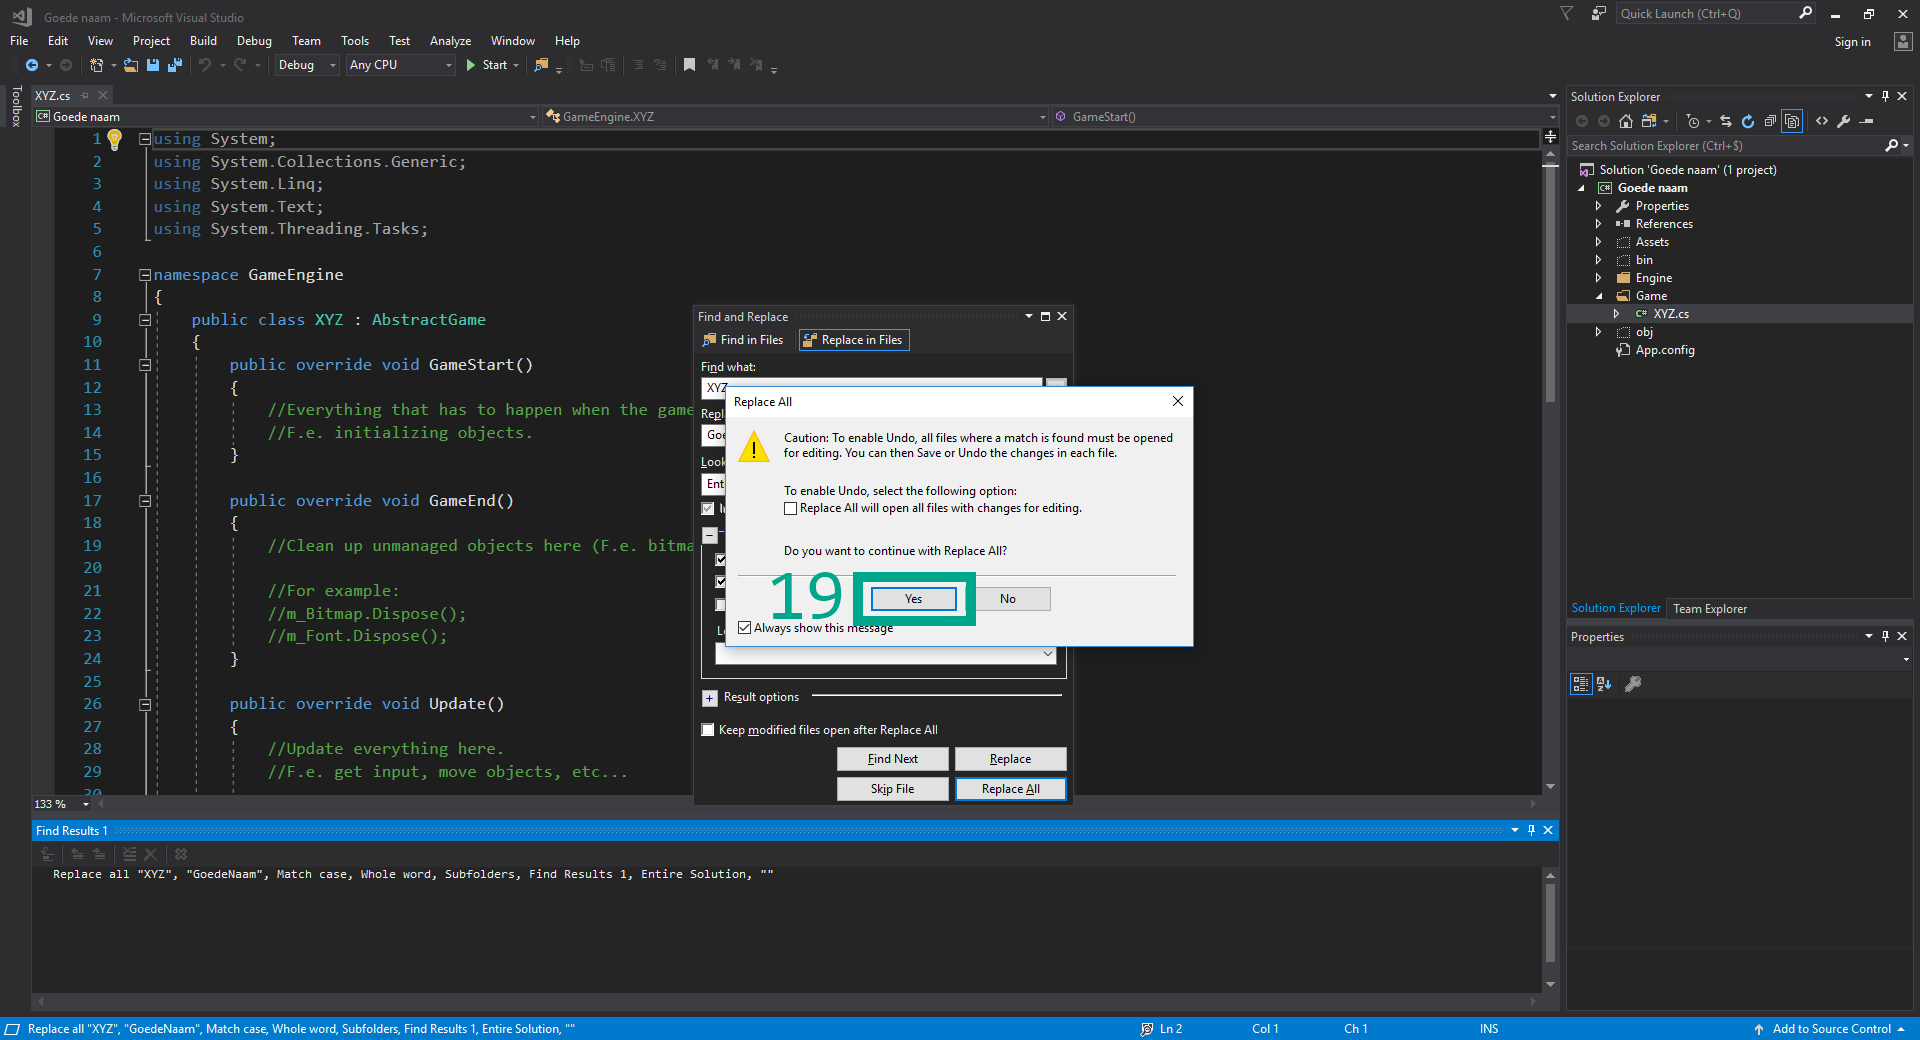 Goede naam - Microsoft Visual Studio
Quick Launch (Ctrl+Q)
File Edit View Project Build Debug Team Tools Test Analyze Window Help
Sign in
Debug Any CPU Start
Toolbox
XYZ.cs
Goede naam GameEngine.XYZ GameStart()
1 using System;
2 using System.Collections.Generic;
3 using System.Linq;
4 using System.Text;
5 using System.Threading.Tasks;
6
7 namespace GameEngine
8 {
9 public class XYZ : AbstractGame
10 {
11 public override void GameStart()
12 {
13 //Everything that has to happen when the game
14 //F.e. initializing objects.
15 }
16
17 public override void GameEnd()
18 {
19 //Clean up unmanaged objects here (F.e. bitma
20
21 //For example:
22 //m_Bitmap.Dispose();
23 //m_Font.Dispose();
24 }
25
26 public override void Update()
27 {
28 //Update everything here.
29 //F.e. get input, move objects, etc...
30
133 %
Find and Replace
Find in Files Replace in Files
Find what:
XYZ
Repl
Goe
Look
Ent
Replace All
Caution: To enable Undo, all files where a match is found must be opened
for editing. You can then Save or Undo the changes in each file.
To enable Undo, select the following option:
Replace All will open all files with changes for editing.
Do you want to continue with Replace All?
19 Yes No
Always show this message
Result options
Keep modified files open after Replace All
Find Next Replace
Skip File Replace All
Find Results 1
Replace all "XYZ", "GoedeNaam", Match case, Whole word, Subfolders, Find Results 1, Entire Solution, ""
Solution Explorer
Search Solution Explorer (Ctrl+$)
Solution 'Goede naam' (1 project)
Goede naam
Properties
References
Assets
bin
Engine
Game
XYZ.cs
obj
App.config
Solution Explorer Team Explorer
Properties
Replace all "XYZ", "GoedeNaam", Match case, Whole word, Subfolders, Find Results 1, Entire Solution, "" Ln 2 Col 1 Ch 1 INS Add to Source Control